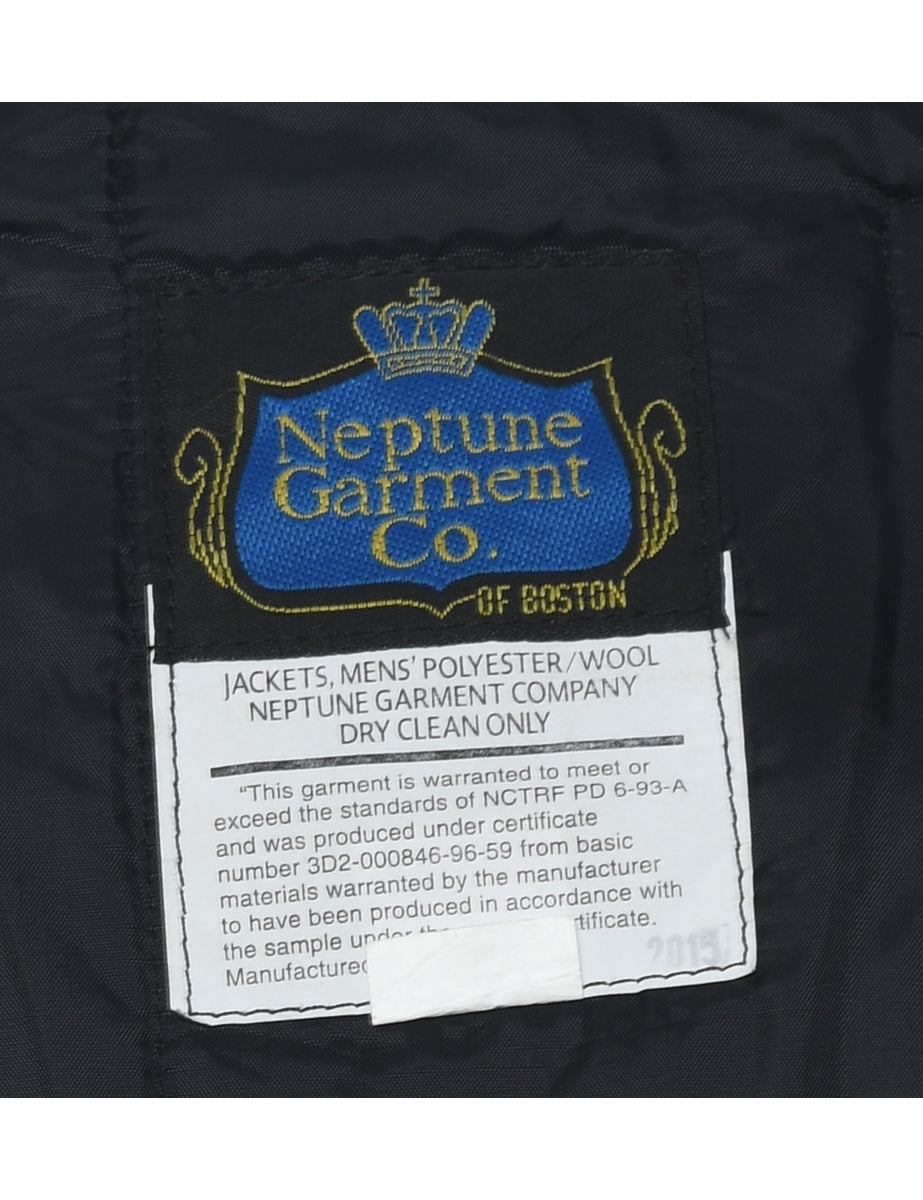 Neptune
Garment
Co.
OF BOSTON
JACKETS, MENS' POLYESTER/WOOL
NEPTUNE GARMENT COMPANY
DRY CLEAN ONLY
"This garment is warranted to meet or
exceed the standards of NCTRF PD 6-93-A
and was produced under certificate
number 3D2-000846-96-59 from basic
materials warranted by the manufacturer
to have been produced in accordance with
the sample under the tificate.
Manufactured